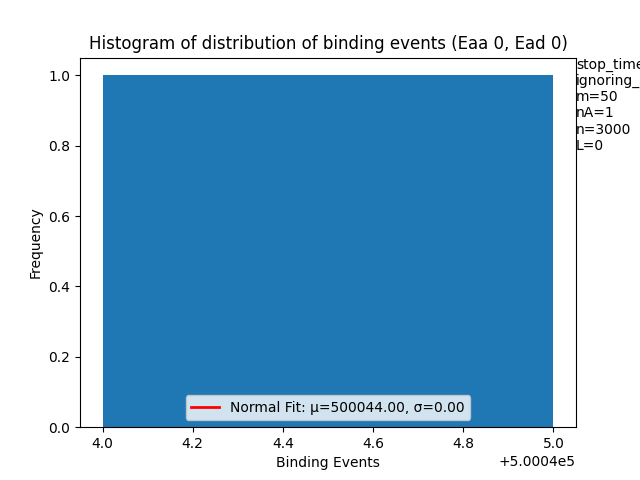 Histogram of distribution of binding events (Eaa 0, Ead 0)
stop_time
ignoring_
m=50
nA=1
n=3000
L=0
1.0
0.8
0.6
0.4
0.2
0.0
Frequency
Normal Fit: μ=500044.00, σ=0.00
4.0 4.2 4.4 4.6 4.8 5.0
+5.0004e5
Binding Events